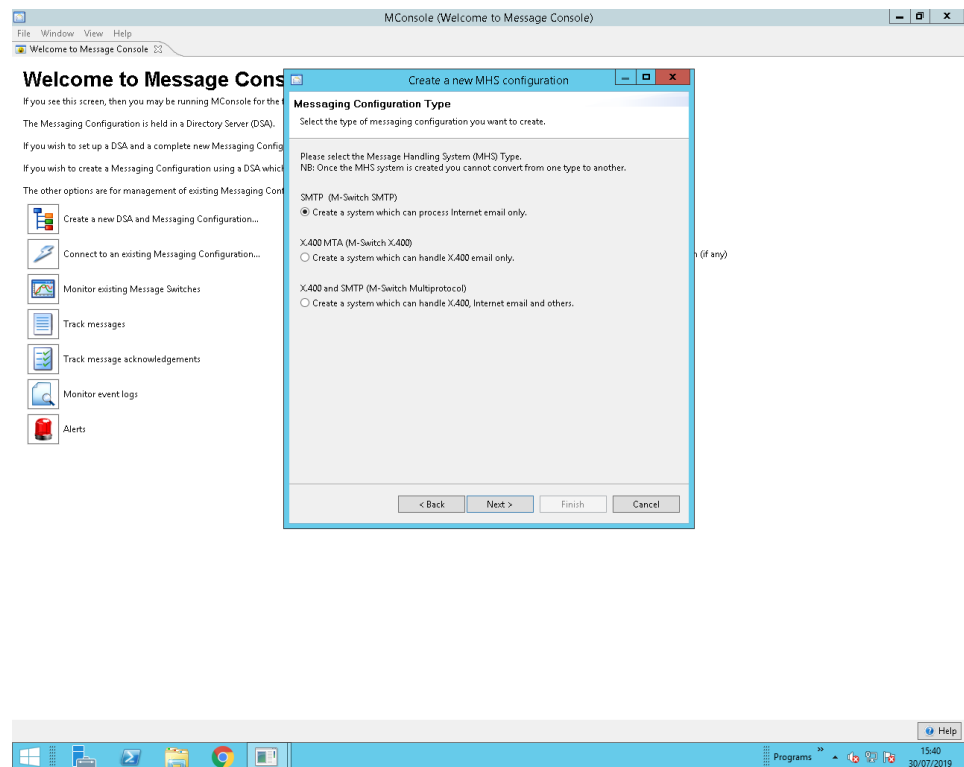 MConsole (Welcome to Message Console)
File Window View Help
Welcome to Message Console
Welcome to Message Cons
If you see this screen, then you may be running MConsole for the
The Messaging Configuration is held in a Directory Server (DSA).
If you wish to set up a DSA and a complete new Messaging Config
If you wish to create a Messaging Configuration using a DSA which
The other options are for management of existing Messaging Con
Create a new DSA and Messaging Configuration...
Connect to an existing Messaging Configuration...
(if any)
Monitor existing Message Switches
Track messages
Track message acknowledgements
Monitor event logs
Alerts
Create a new MHS configuration
Messaging Configuration Type
Select the type of messaging configuration you want to create.
Please select the Message Handling System (MHS) Type.
NB: Once the MHS system is created you cannot convert from one type to another.
SMTP (M-Switch SMTP)
Create a system which can process Internet email only.
X.400 MTA (M-Switch X.400)
Create a system which can handle X.400 email only.
X.400 and SMTP (M-Switch Multiprotocol)
Create a system which can handle X.400, Internet email and others.
< Back Next > Finish Cancel
Help
Programs
15:40
30/07/2019